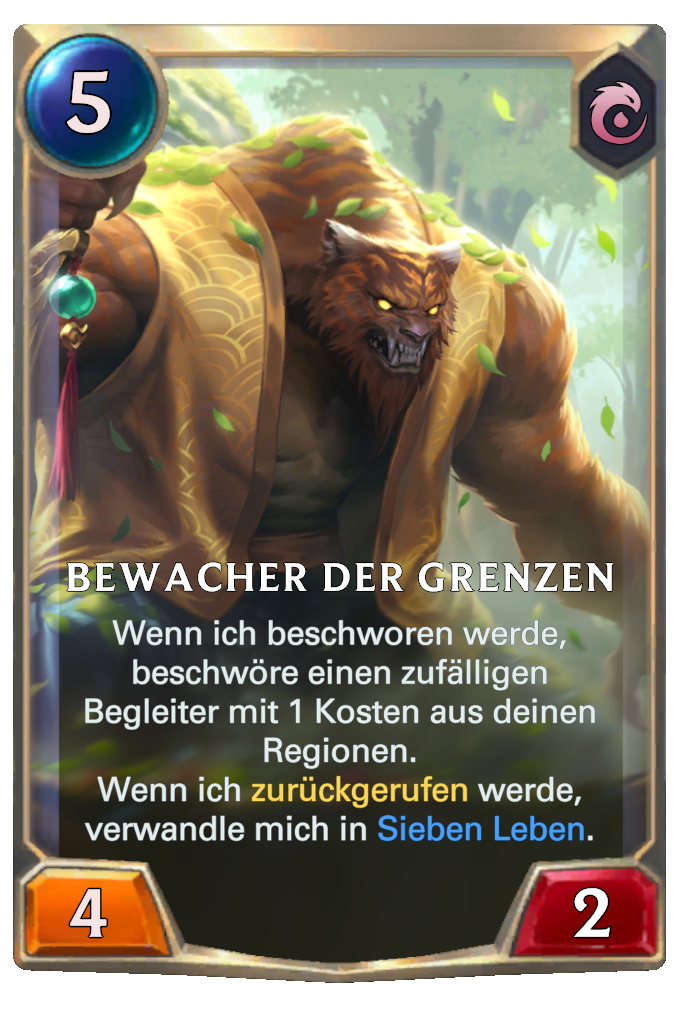 5
BEWACHER DER GRENZEN
Wenn ich beschworen werde,
beschwöre einen zufälligen
Begleiter mit 1 Kosten aus deinen
Regionen.
Wenn ich zurückgerufen werde,
verwandle mich in Sieben Leben.
4
2